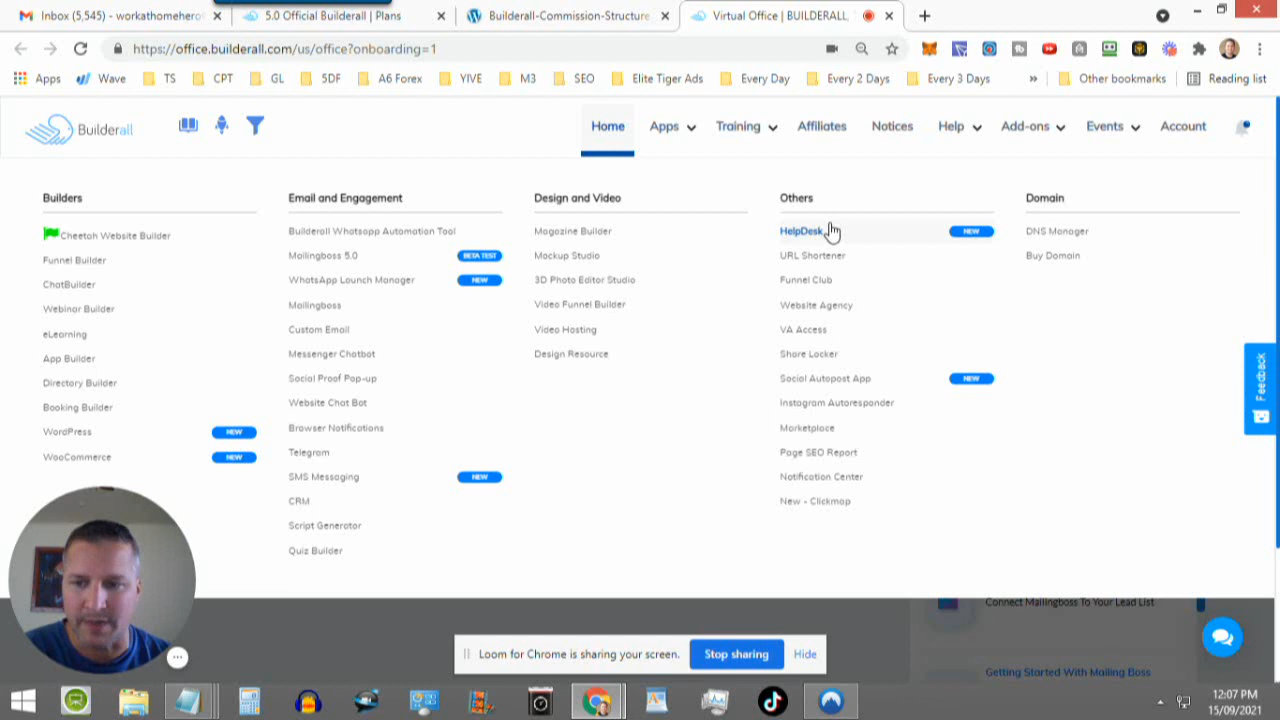 Inbox (5,545) - workathomehero
5.0 Official Builderall | Plans
Builderall-Commission-Structure
Virtual Office | BUILDERALL,
https://office.builderall.com/us/office?onboarding=1
Apps
Wave
TS
CPT
GL
5DF
A6 Forex
YIVE
M3
SEO
Elite Tiger Ads
Every Day
Every 2 Days
Every 3 Days
»
Other bookmarks
Reading list
Builderall
Home
Apps
Training
Affiliates
Notices
Help
Add-ons
Events
Account
Builders
Cheetah Website Builder
Funnel Builder
ChatBuilder
Webinar Builder
eLearning
App Builder
Directory Builder
Booking Builder
WordPress NEW
WooCommerce NEW
Email and Engagement
Builderall Whatsapp Automation Tool
Mailingboss 5.0 BETA TEST
WhatsApp Launch Manager NEW
Mailingboss
Custom Email
Messenger Chatbot
Social Proof Pop-up
Website Chat Bot
Browser Notifications
Telegram
SMS Messaging NEW
CRM
Script Generator
Quiz Builder
Design and Video
Magazine Builder
Mockup Studio
3D Photo Editor Studio
Video Funnel Builder
Video Hosting
Design Resource
Others
HelpDesk NEW
URL Shortener
Funnel Club
Website Agency
VA Access
Share Locker
Social Autopost App NEW
Instagram Autoresponder
Marketplace
Page SEO Report
Notification Center
New - Clickmap
Domain
DNS Manager
Buy Domain
Feedback
Connect Mailingboss To Your Lead List
Getting Started With Mailing Boss
Loom for Chrome is sharing your screen.
Stop sharing
Hide
12:07 PM
15/09/2021